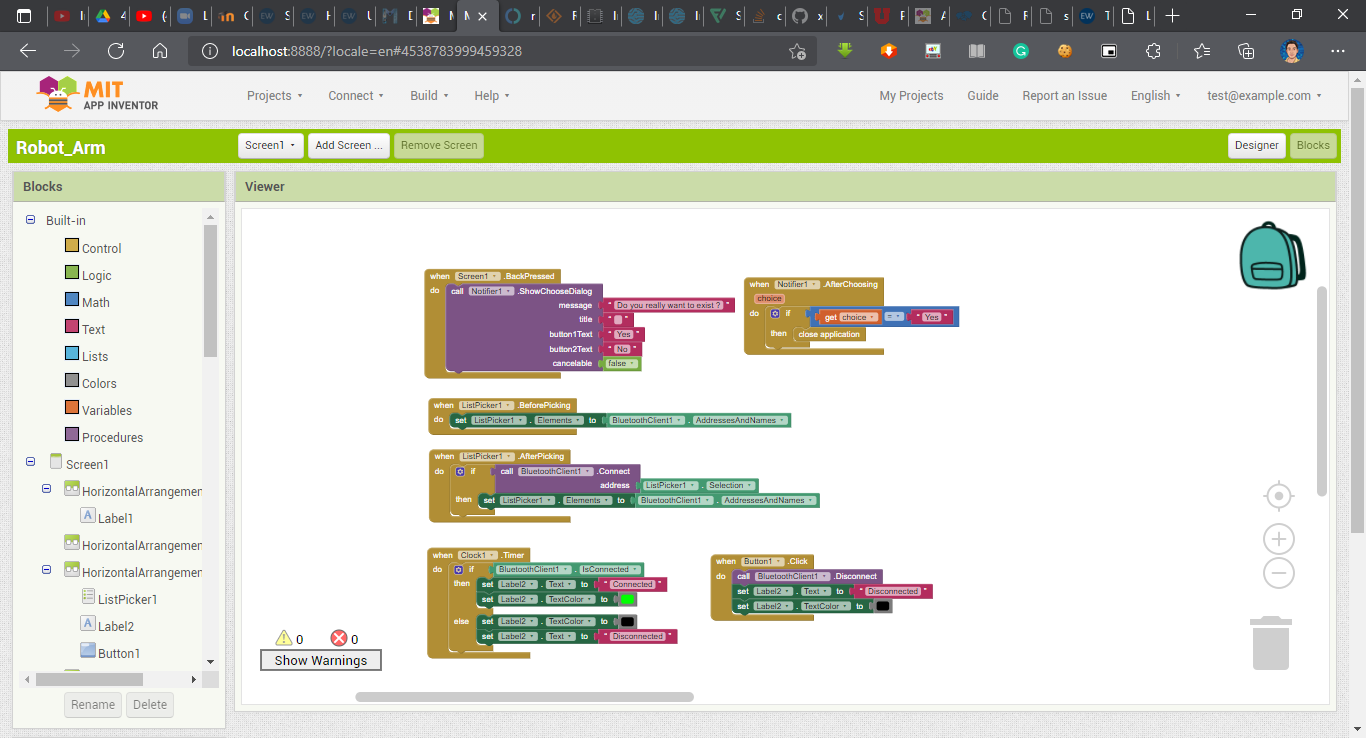 localhost:8888/?locale=en#4538783999459328
MIT
APP INVENTOR
Projects Connect Build Help My Projects Guide Report an Issue English test@example.com
Robot_Arm Screen1 Add Screen ... Remove Screen Designer Blocks
Blocks
Viewer
Built-in
Control
Logic
Math
Text
Lists
Colors
Variables
Procedures
Screen1
HorizontalArrangemen
Label1
HorizontalArrangemen
HorizontalArrangemen
ListPicker1
Label2
Button1
Rename Delete
when Screen1 .BackPressed
do call Notifier1 .ShowChooseDialog
message " Do you really want to exist ? "
title " "
button1Text " Yes "
button2Text " No "
cancelable false
when Notifier1 .AfterChoosing
choice
do if get choice = " Yes "
then close application
when ListPicker1 .BeforePicking
do set ListPicker1 . Elements to BluetoothClient1 . AddressesAndNames
when ListPicker1 .AfterPicking
do if call BluetoothClient1 .Connect
address ListPicker1 . Selection
then set ListPicker1 . Elements to BluetoothClient1 . AddressesAndNames
when Clock1 .Timer
do if BluetoothClient1 . IsConnected
then set Label2 . Text to " Connected "
set Label2 . TextColor to
else set Label2 . TextColor to
set Label2 . Text to " Disconnected "
when Button1 .Click
do call BluetoothClient1 .Disconnect
set Label2 . Text to " Disconnected "
set Label2 . TextColor to
0 0
Show Warnings